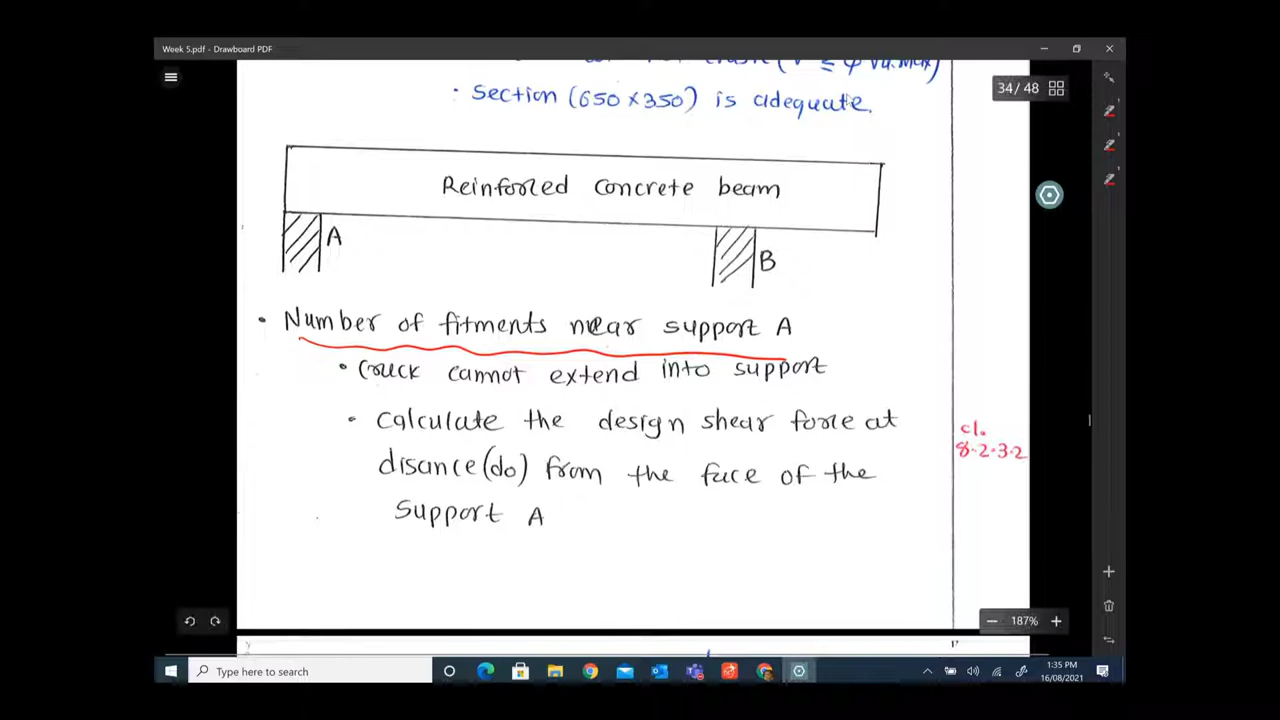 Week 5.pdf - Drawboard PDF
34 / 48
· Section (650 x 350) is adequate.
Reinforced concrete beam
A
B
• Number of fitments near support A
• Crack cannot extend into support
• Calculate the design shear force at
disance (do) from the face of the
support A
cl.
8.2.3.2
187%
Type here to search
1:35 PM
16/08/2021